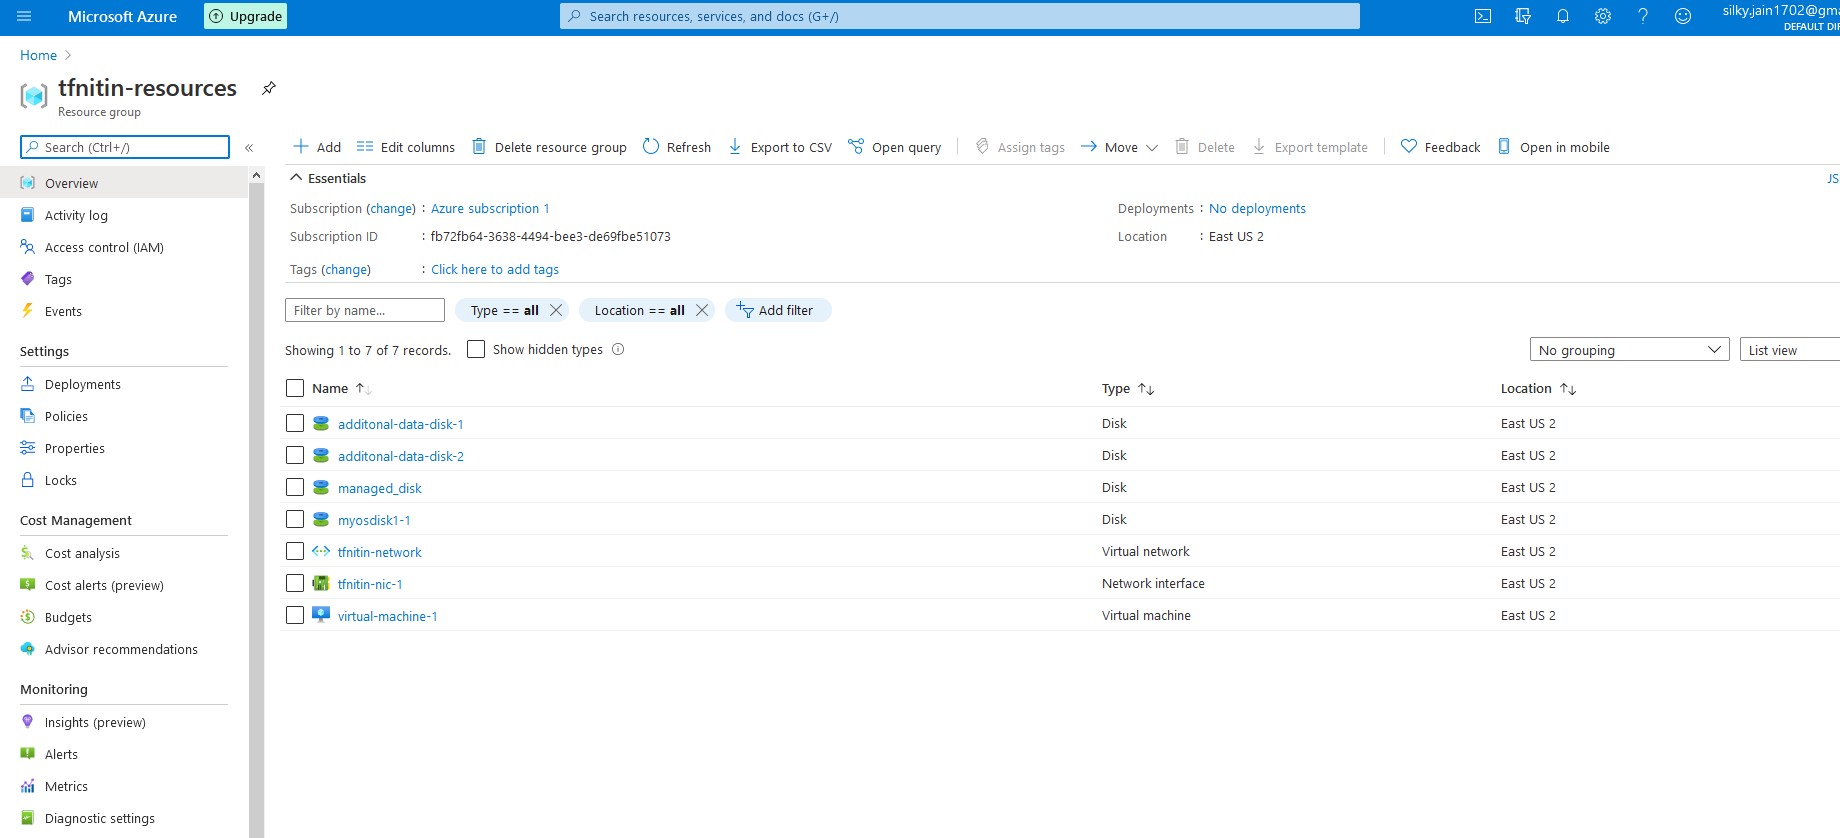 Microsoft Azure
Upgrade
Search resources, services, and docs (G+/)
silky.jain1702@gma
DEFAULT DIR
Home
tfnitin-resources
Resource group
Search (Ctrl+/)
«
Add
Edit columns
Delete resource group
Refresh
Export to CSV
Open query
Assign tags
Move
Delete
Export template
Feedback
Open in mobile
Overview
Activity log
Access control (IAM)
Tags
Events
Settings
Deployments
Policies
Properties
Locks
Cost Management
Cost analysis
Cost alerts (preview)
Budgets
Advisor recommendations
Monitoring
Insights (preview)
Alerts
Metrics
Diagnostic settings
Essentials
JS
Subscription (change) : Azure subscription 1
Deployments : No deployments
Subscription ID : fb72fb64-3638-4494-bee3-de69fbe51073
Location : East US 2
Tags (change) : Click here to add tags
Filter by name...
Type == all
Location == all
Add filter
Showing 1 to 7 of 7 records.
Show hidden types
No grouping
List view
Name Type Location
additonal-data-disk-1 Disk East US 2
additonal-data-disk-2 Disk East US 2
managed_disk Disk East US 2
myosdisk1-1 Disk East US 2
tfnitin-network Virtual network East US 2
tfnitin-nic-1 Network interface East US 2
virtual-machine-1 Virtual machine East US 2